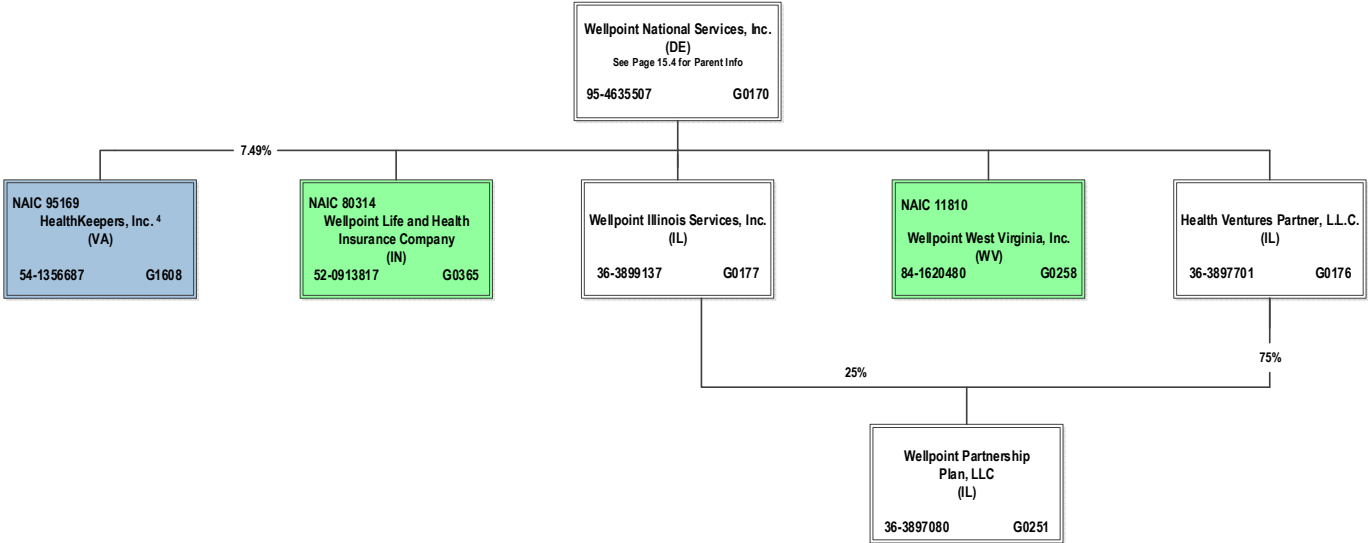 Wellpoint National Services, Inc.
(DE)
See Page 15.4 for Parent Info
95-4635507 G0170
7.49%
NAIC 95169
HealthKeepers, Inc. 4
(VA)
54-1356687 G1608
NAIC 80314
Wellpoint Life and Health
Insurance Company
(IN)
52-0913817 G0365
Wellpoint Illinois Services, Inc.
(IL)
36-3899137 G0177
NAIC 11810
Wellpoint West Virginia, Inc.
(WV)
84-1620480 G0258
Health Ventures Partner, L.L.C.
(IL)
36-3897701 G0176
25%
75%
Wellpoint Partnership
Plan, LLC
(IL)
36-3897080 G0251